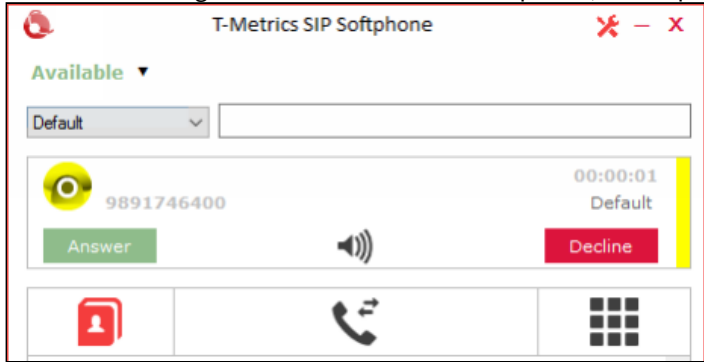 T-Metrics SIP Softphone
Available
Default
00:00:01
9891746400
Default
Answer
Decline